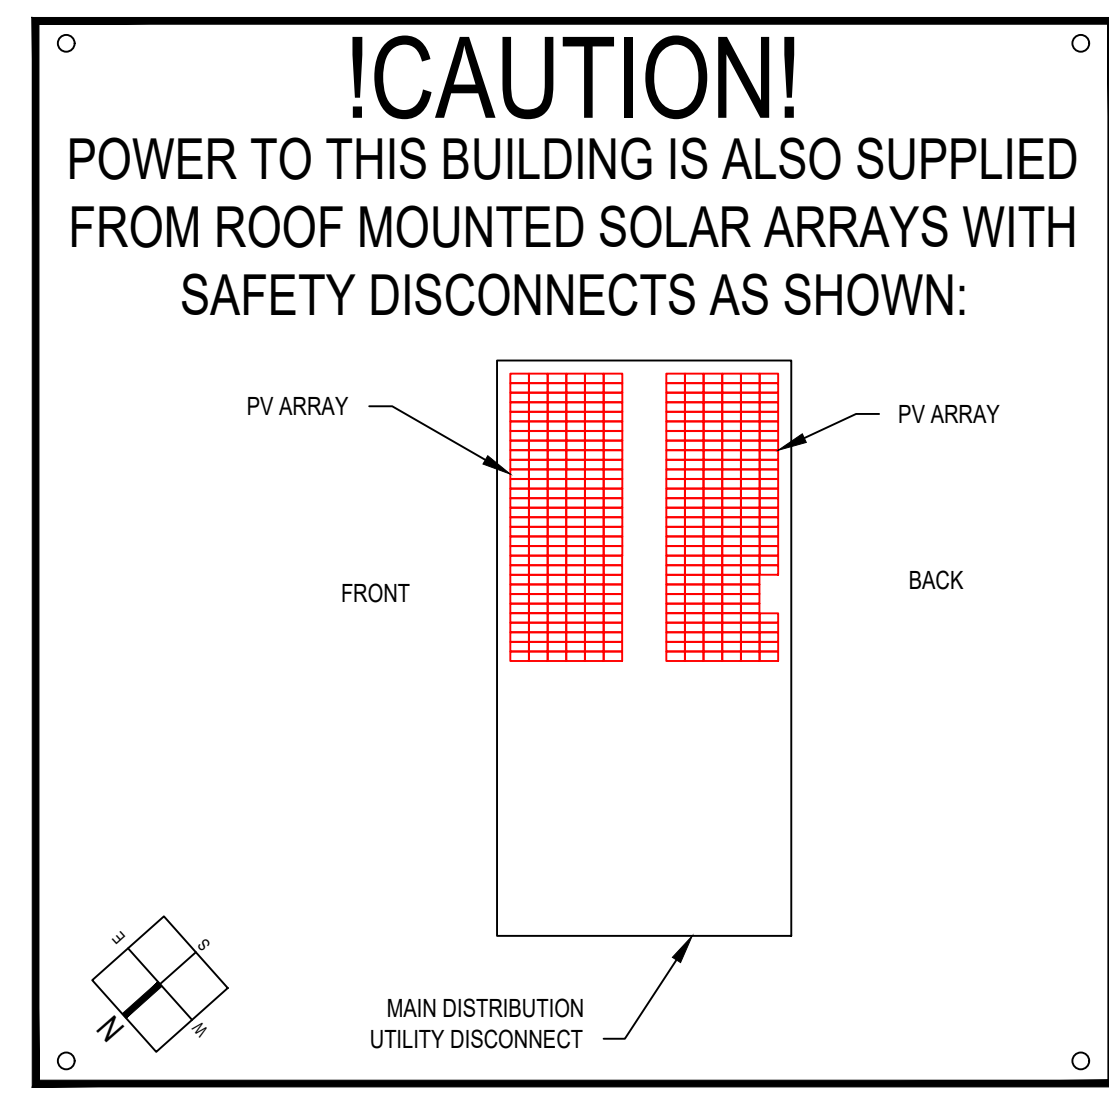 !CAUTION!
POWER TO THIS BUILDING IS ALSO SUPPLIED
FROM ROOF MOUNTED SOLAR ARRAYS WITH
SAFETY DISCONNECTS AS SHOWN:
PV ARRAY
PV ARRAY
FRONT
BACK
E
S
N
W
MAIN DISTRIBUTION
UTILITY DISCONNECT